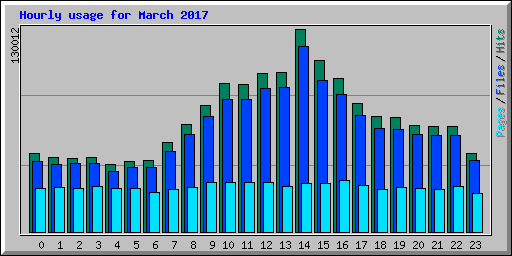 Hourly usage for March 2017
130012
Pages / Files / Hits
0 1 2 3 4 5 6 7 8 9 10 11 12 13 14 15 16 17 18 19 20 21 22 23